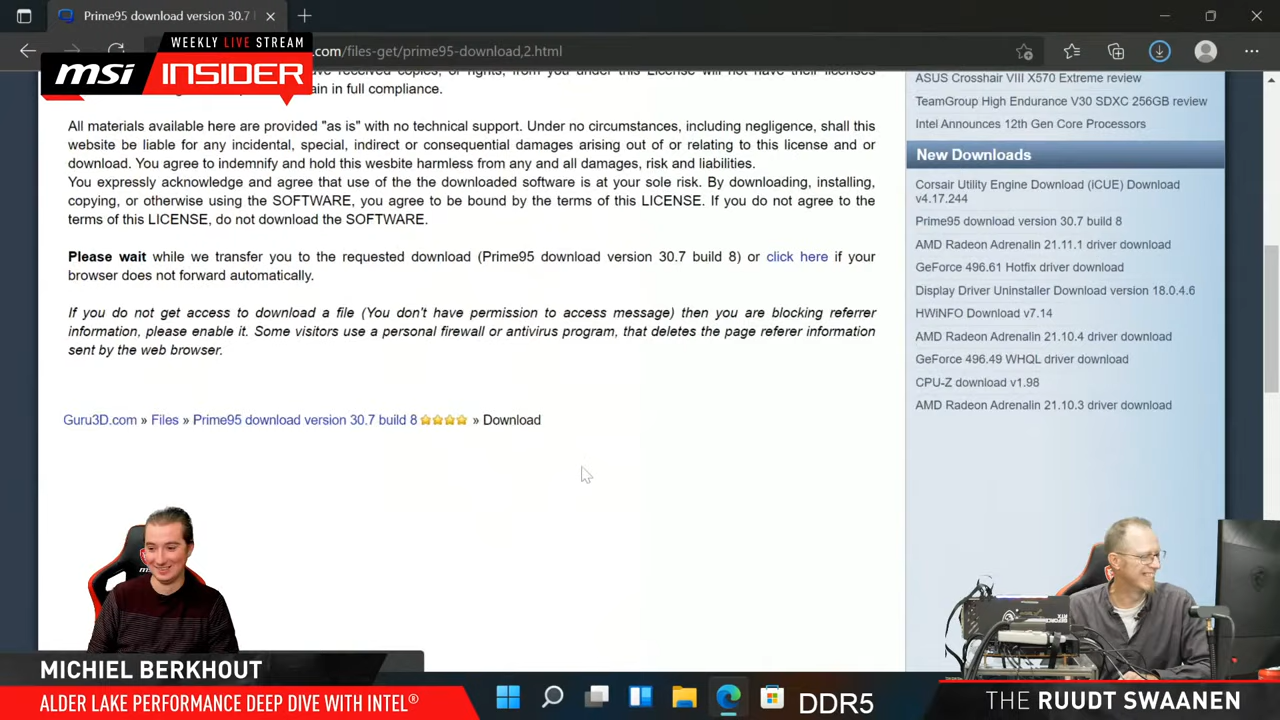 Prime95 download version 30.7
.com/files-get/prime95-download,2.html
WEEKLY LIVE STREAM
msi INSIDER
have received copies, or rights, from you under this License will not have their licenses
ain in full compliance.
All materials available here are provided "as is" with no technical support. Under no circumstances, including negligence, shall this
website be liable for any incidental, special, indirect or consequential damages arising out of or relating to this license and or
download. You agree to indemnify and hold this wesbite harmless from any and all damages, risk and liabilities.
You expressly acknowledge and agree that use of the the downloaded software is at your sole risk. By downloading, installing,
copying, or otherwise using the SOFTWARE, you agree to be bound by the terms of this LICENSE. If you do not agree to the
terms of this LICENSE, do not download the SOFTWARE.
Please wait while we transfer you to the requested download (Prime95 download version 30.7 build 8) or click here if your
browser does not forward automatically.
If you do not get access to download a file (You don't have permission to access message) then you are blocking referrer
information, please enable it. Some visitors use a personal firewall or antivirus program, that deletes the page referer information
sent by the web browser.
Guru3D.com » Files » Prime95 download version 30.7 build 8 » Download
ASUS Crosshair VIII X570 Extreme review
TeamGroup High Endurance V30 SDXC 256GB review
Intel Announces 12th Gen Core Processors
New Downloads
Corsair Utility Engine Download (iCUE) Download
v4.17.244
Prime95 download version 30.7 build 8
AMD Radeon Adrenalin 21.11.1 driver download
GeForce 496.61 Hotfix driver download
Display Driver Uninstaller Download version 18.0.4.6
HWiNFO Download v7.14
AMD Radeon Adrenalin 21.10.4 driver download
GeForce 496.49 WHQL driver download
CPU-Z download v1.98
AMD Radeon Adrenalin 21.10.3 driver download
MICHIEL BERKHOUT
ALDER LAKE PERFORMANCE DEEP DIVE WITH INTEL®
DDR5
THE RUUDT SWAANEN